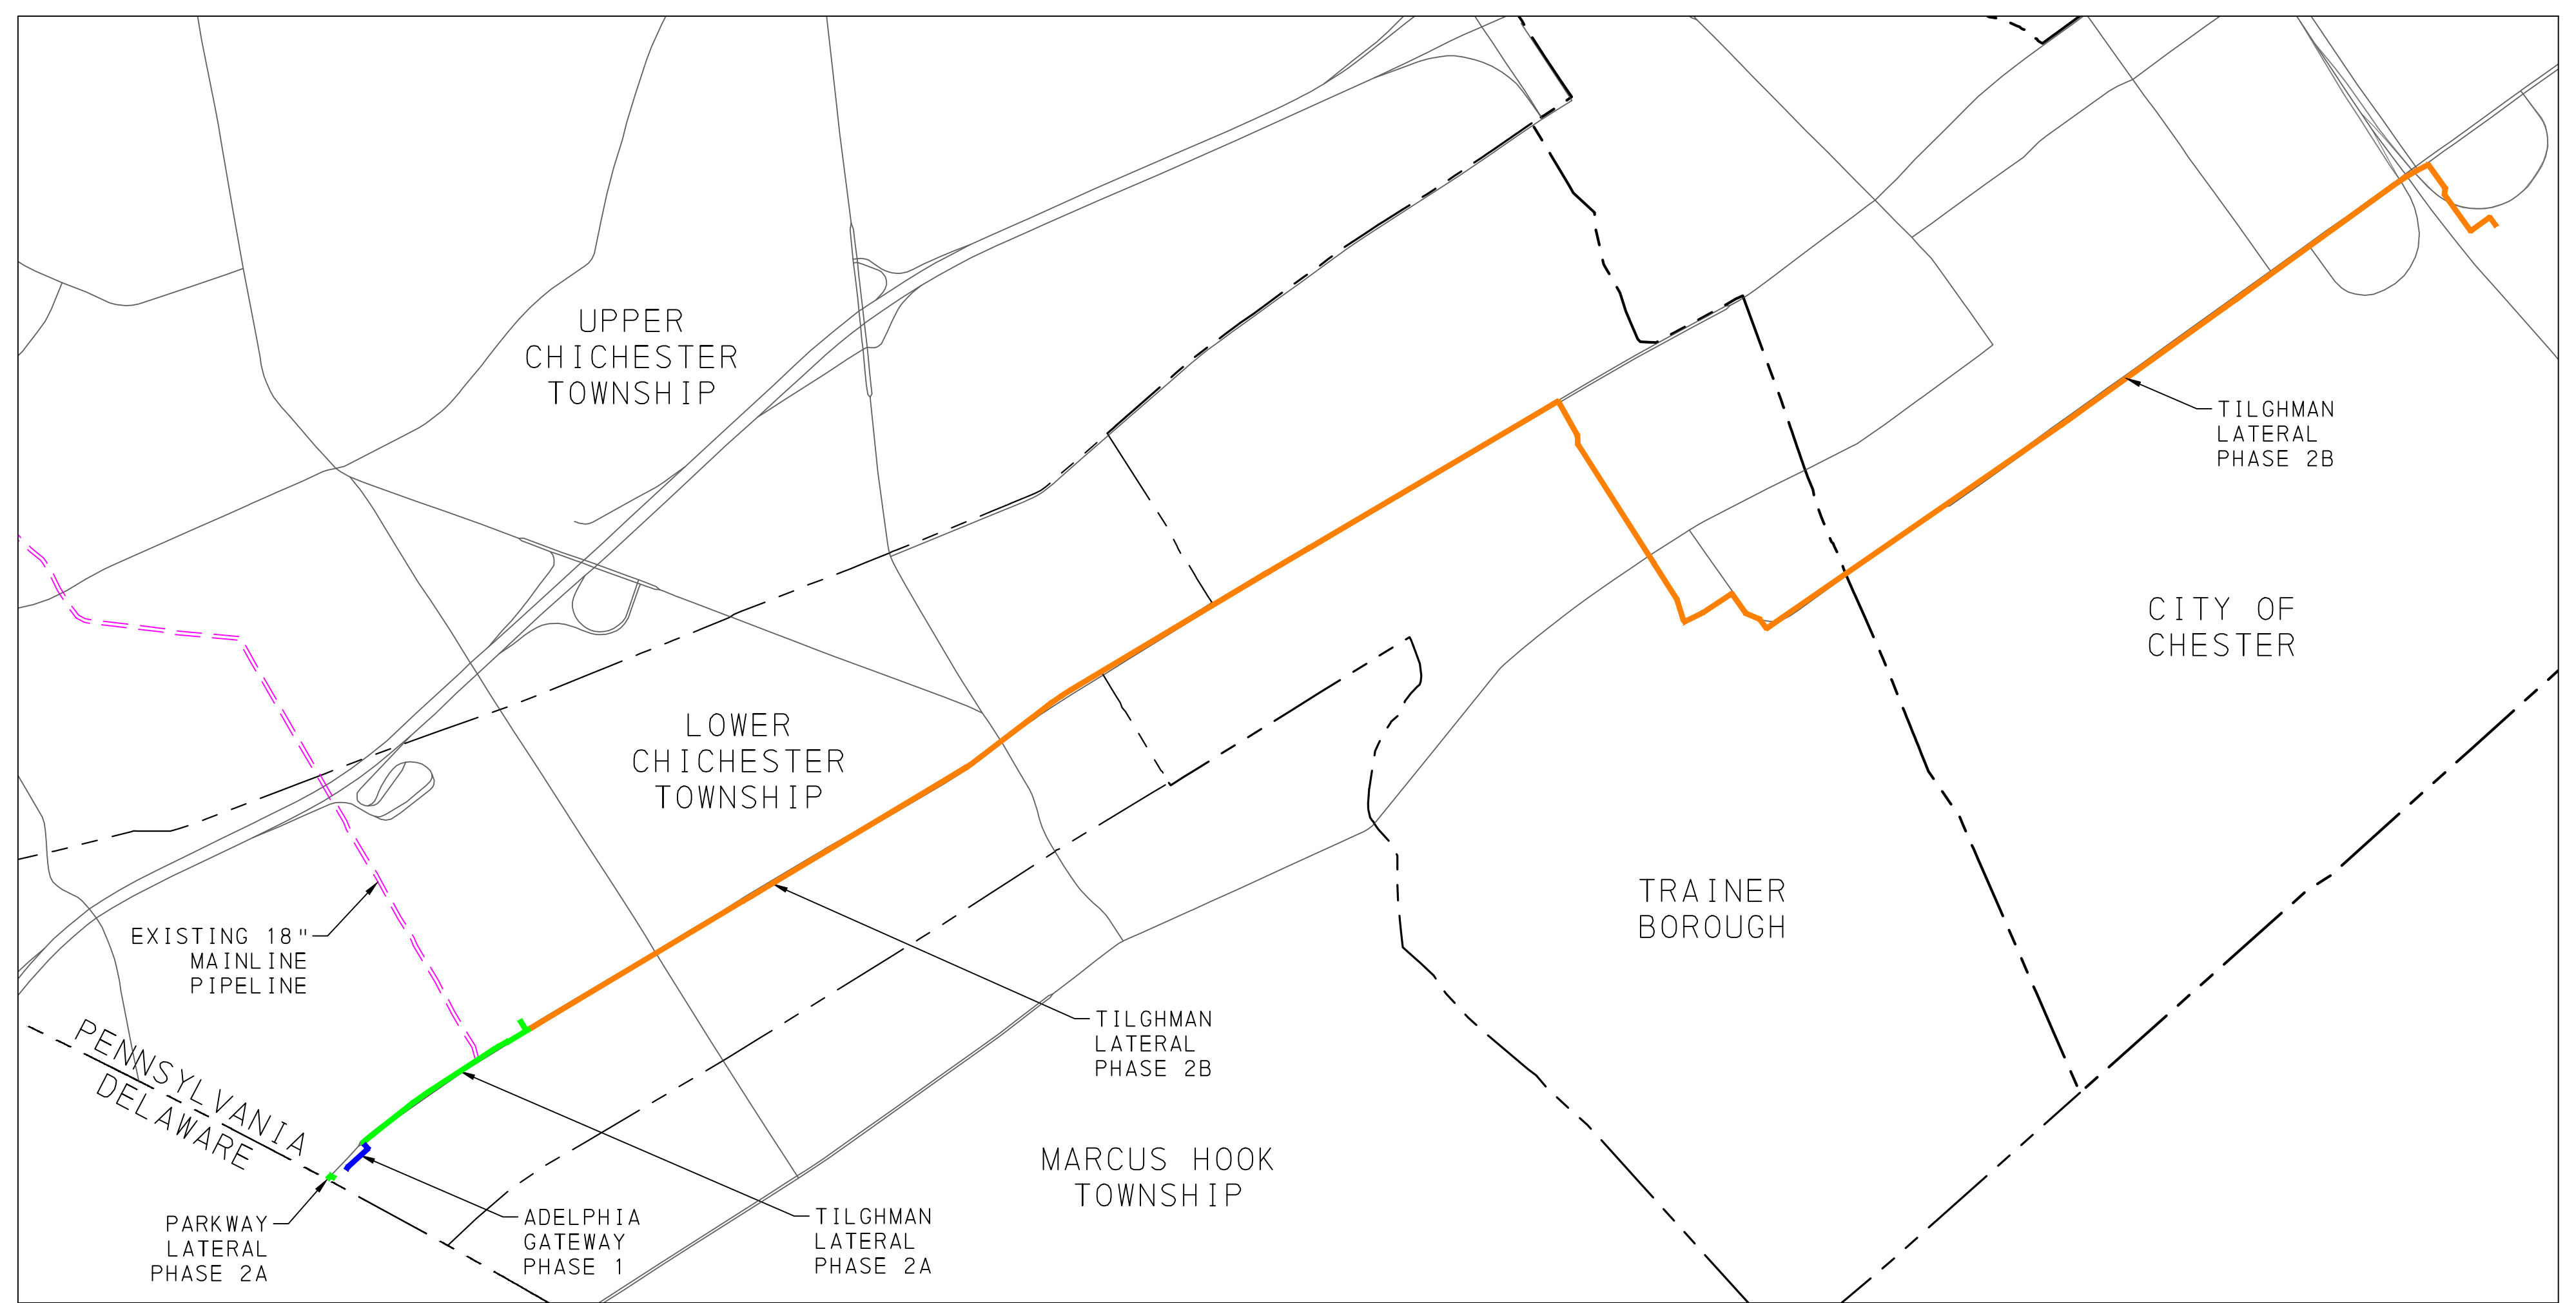 UPPER
CHICHESTER
TOWNSHIP
TILGHMAN
LATERAL
PHASE 2B
CITY OF
CHESTER
LOWER
CHICHESTER
TOWNSHIP
TRAINER
BOROUGH
EXISTING 18"
MAINLINE
PIPELINE
TILGHMAN
LATERAL
PHASE 2B
PENNSYLVANIA
DELAWARE
MARCUS HOOK
TOWNSHIP
PARKWAY
LATERAL
PHASE 2A
ADELPHIA
GATEWAY
PHASE 1
TILGHMAN
LATERAL
PHASE 2A